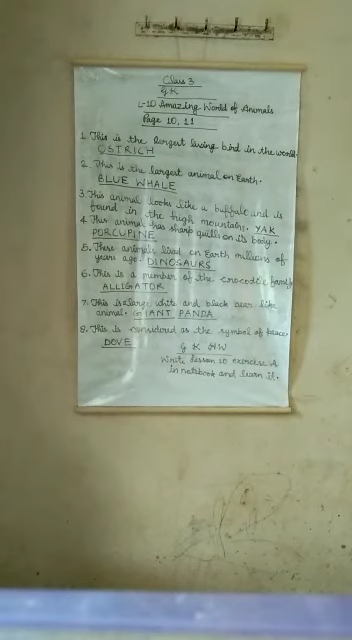 Class 3
G K
L-10 Amazing World of Animals
Page 10, 11
1. This is the largest living bird in the world.
OSTRICH
2. This is the largest animal on Earth.
BLUE WHALE
3. This animal looks like a buffalo and is
found in the high mountains. YAK
4. This animal has sharp quills on its body.
PORCUPINE
5. These animals lived on Earth millions of
years ago. DINOSAURS
6. This is a member of the crocodile family
ALLIGATOR
7. This is a large white and black bear like
animal. GIANT PANDA
8. This is considered as the symbol of peace.
DOVE
G K HW
Write lesson 10 exercise A
in notebook and learn it.